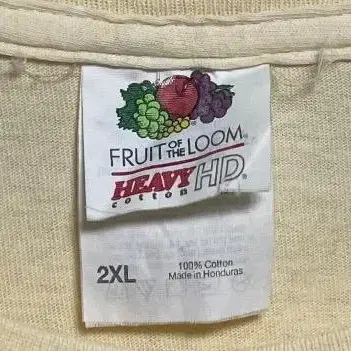 FRUIT OF THE LOOM®
HEAVY HD®
cotton
2XL
100% Cotton
Made in Honduras